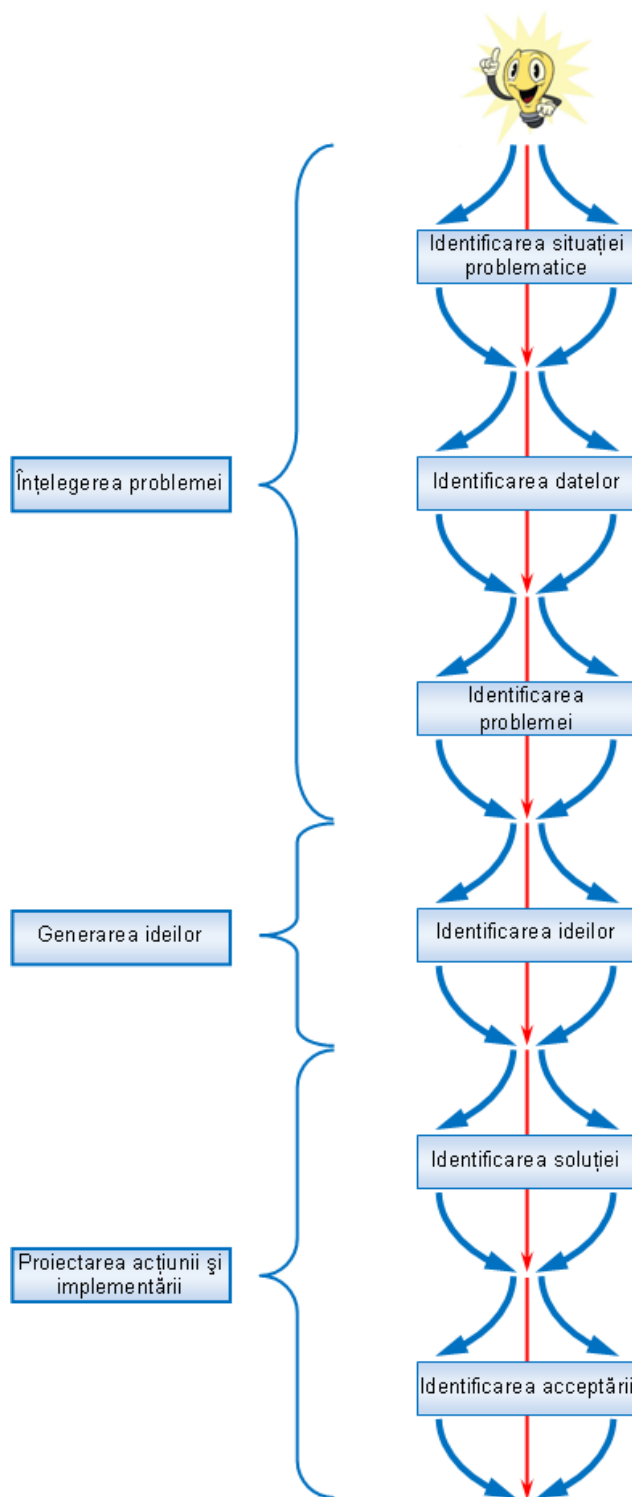 Identificarea situației
problematice
Înțelegerea problemei
Identificarea datelor
Identificarea
problemei
Generarea ideilor
Identificarea ideilor
Identificarea soluției
Proiectarea acțiunii şi
implementării
Identificarea acceptării